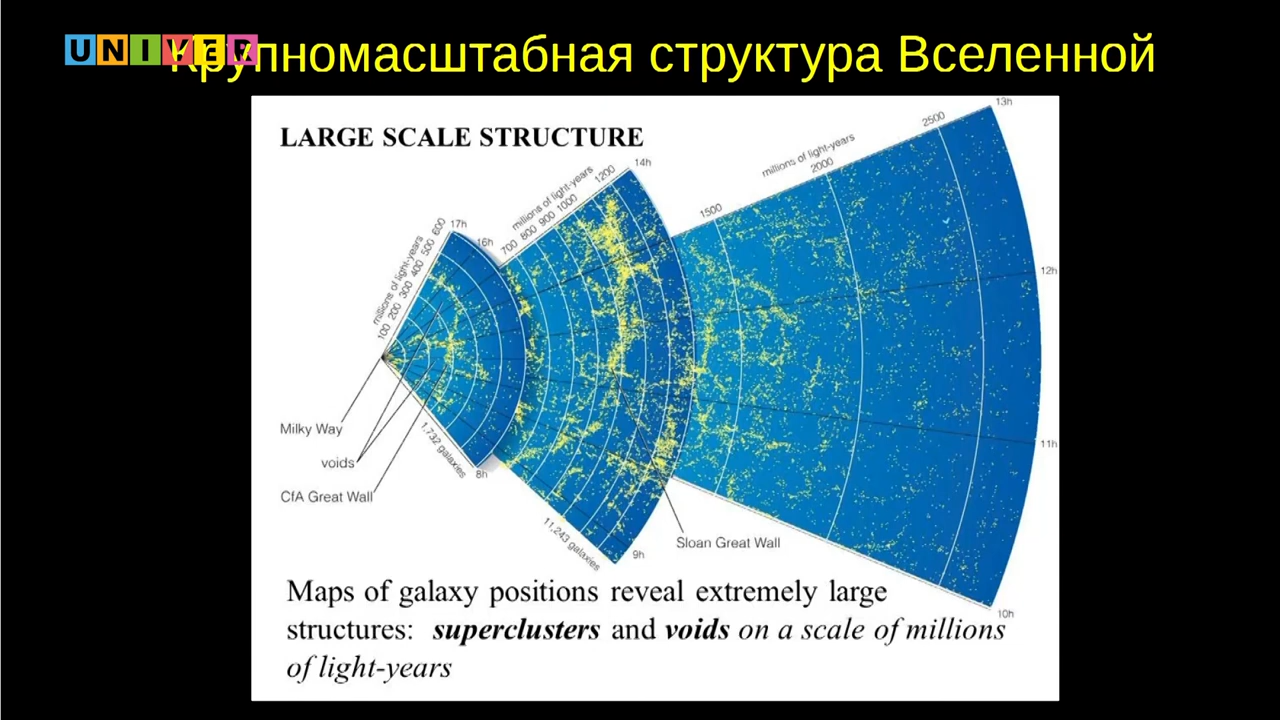 UNIVER
Крупномасштабная структура Вселенной
LARGE SCALE STRUCTURE
13h
2500
millions of light-years
2000
14h
1200
millions of light-years
1500
17h
600
16h
1000
900
800
700
500
400
300
200
100
millions of light-years
12h
Milky Way
voids
CfA Great Wall
1,732 galaxies
8h
11h
11,243 galaxies
9h
Sloan Great Wall
10h
Maps of galaxy positions reveal extremely large
structures: superclusters and voids on a scale of millions
of light-years